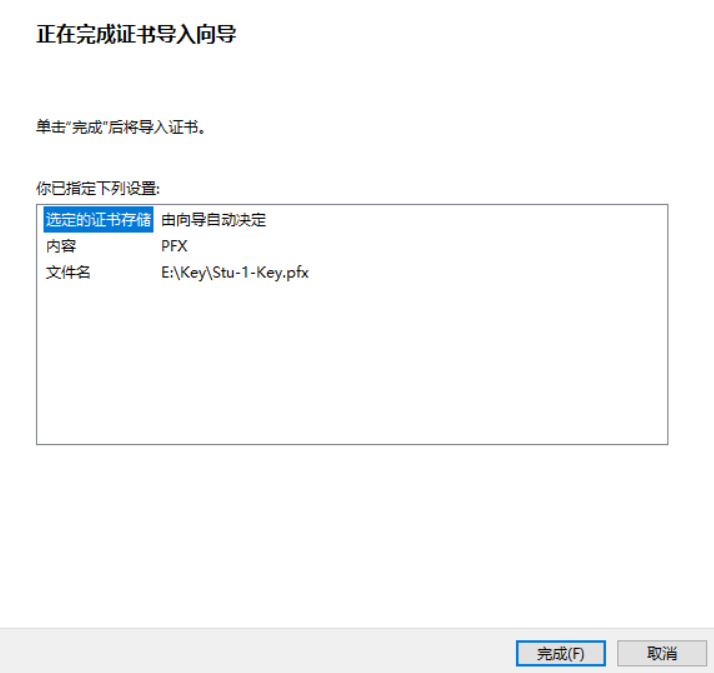 正在完成证书导入向导
单击"完成"后将导入证书。
你已指定下列设置:
选定的证书存储 由向导自动决定
内容 PFX
文件名 E:\Key\Stu-1-Key.pfx
完成(F) 取消